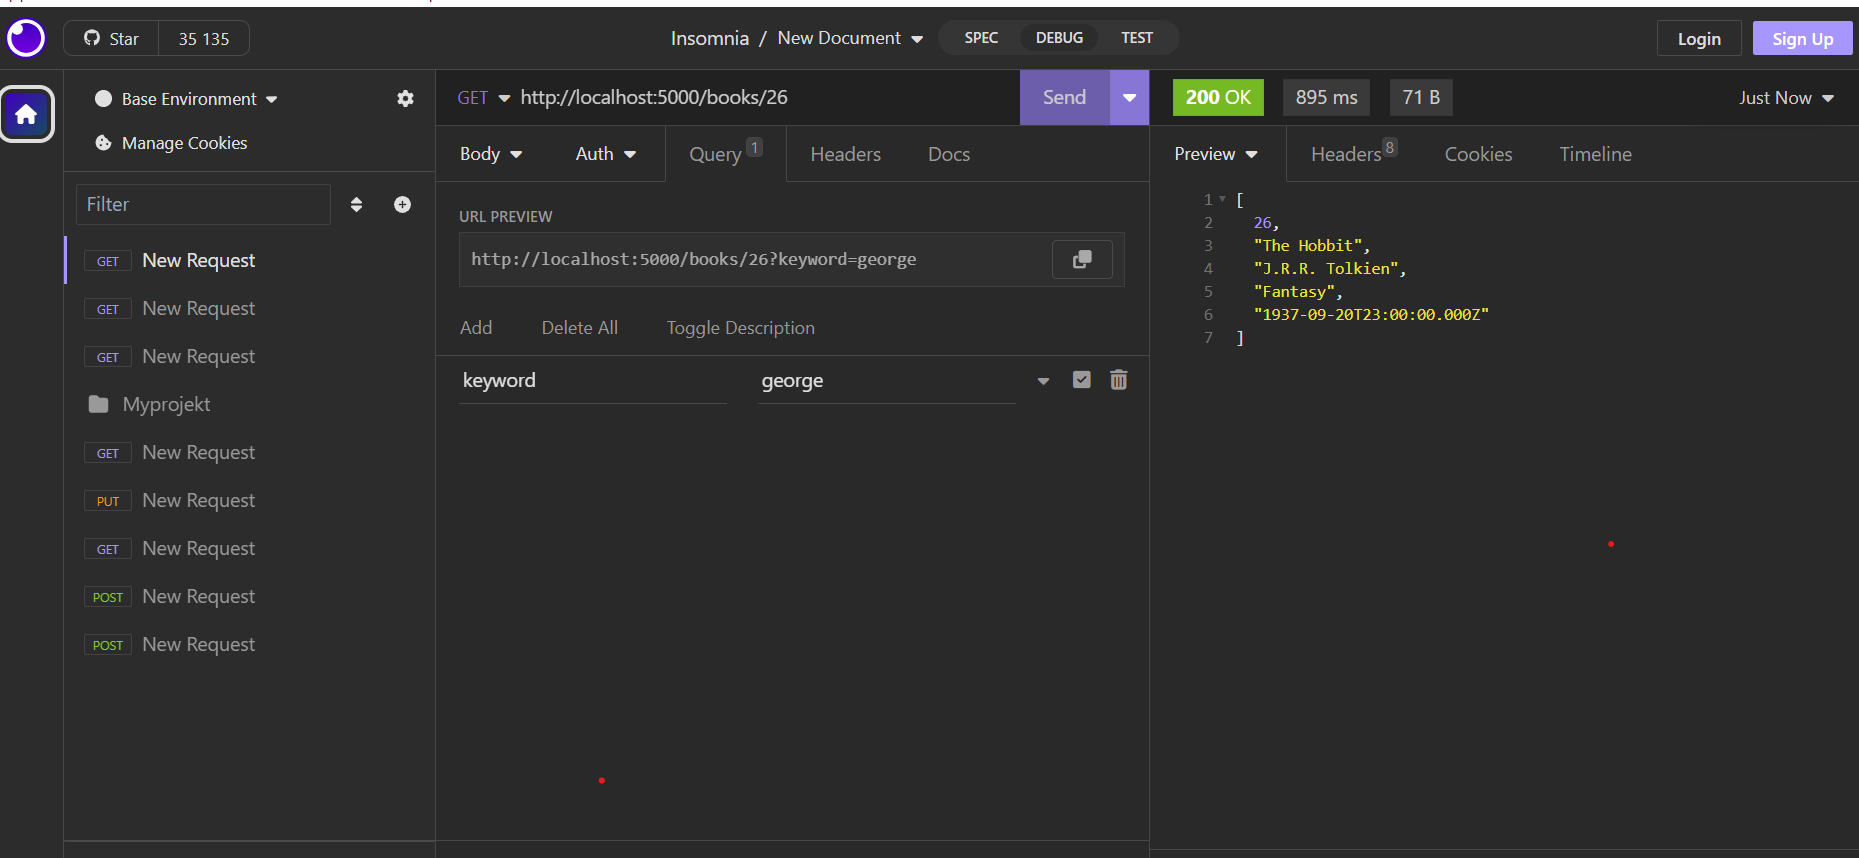 Star 35 135 Insomnia / New Document SPEC DEBUG TEST Login Sign Up
Base Environment
Manage Cookies
Filter
GET New Request
GET New Request
GET New Request
Myprojekt
GET New Request
PUT New Request
GET New Request
POST New Request
POST New Request
GET http://localhost:5000/books/26 Send
Body Auth Query 1 Headers Docs
URL PREVIEW
http://localhost:5000/books/26?keyword=george
Add Delete All Toggle Description
keyword george
200 OK 895 ms 71 B Just Now
Preview Headers 8 Cookies Timeline
1 [
2 26,
3 "The Hobbit",
4 "J.R.R. Tolkien",
5 "Fantasy",
6 "1937-09-20T23:00:00.000Z"
7 ]